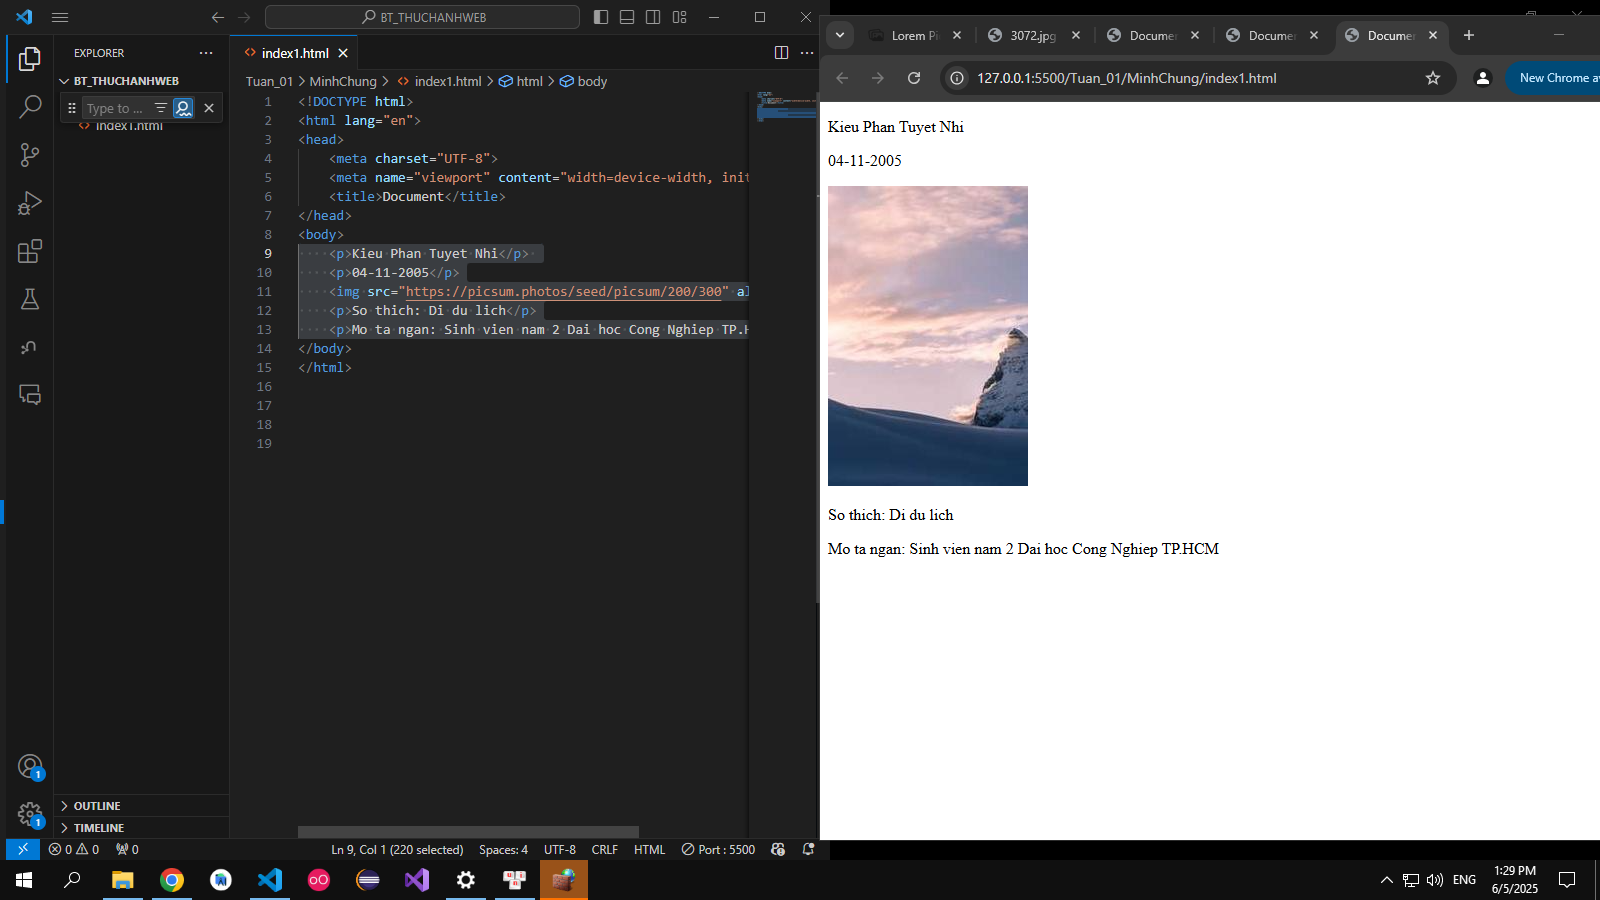 BT_THUCHANHWEB
EXPLORER
BT_THUCHANHWEB
Type to ...
index1.html
OUTLINE
TIMELINE
index1.html
Tuan_01 > MinhChung > index1.html > html > body
1 <!DOCTYPE html>
2 <html lang="en">
3 <head>
4 <meta charset="UTF-8">
5 <meta name="viewport" content="width=device-width, init
6 <title>Document</title>
7 </head>
8 <body>
9 <p>Kieu Phan Tuyet Nhi</p>
10 <p>04-11-2005</p>
11 <img src="https://picsum.photos/seed/picsum/200/300" al
12 <p>So thich: Di du lich</p>
13 <p>Mo ta ngan: Sinh vien nam 2 Dai hoc Cong Nghiep TP.H
14 </body>
15 </html>
16
17
18
19
1
1
0 0 0
Ln 9, Col 1 (220 selected) Spaces: 4 UTF-8 CRLF HTML Port : 5500
Lorem Pi
3072.jpg
Documen
Documen
Documen
127.0.0.1:5500/Tuan_01/MinhChung/index1.html
New Chrome av
Kieu Phan Tuyet Nhi
04-11-2005
So thich: Di du lich
Mo ta ngan: Sinh vien nam 2 Dai hoc Cong Nghiep TP.HCM
ENG
1:29 PM
6/5/2025